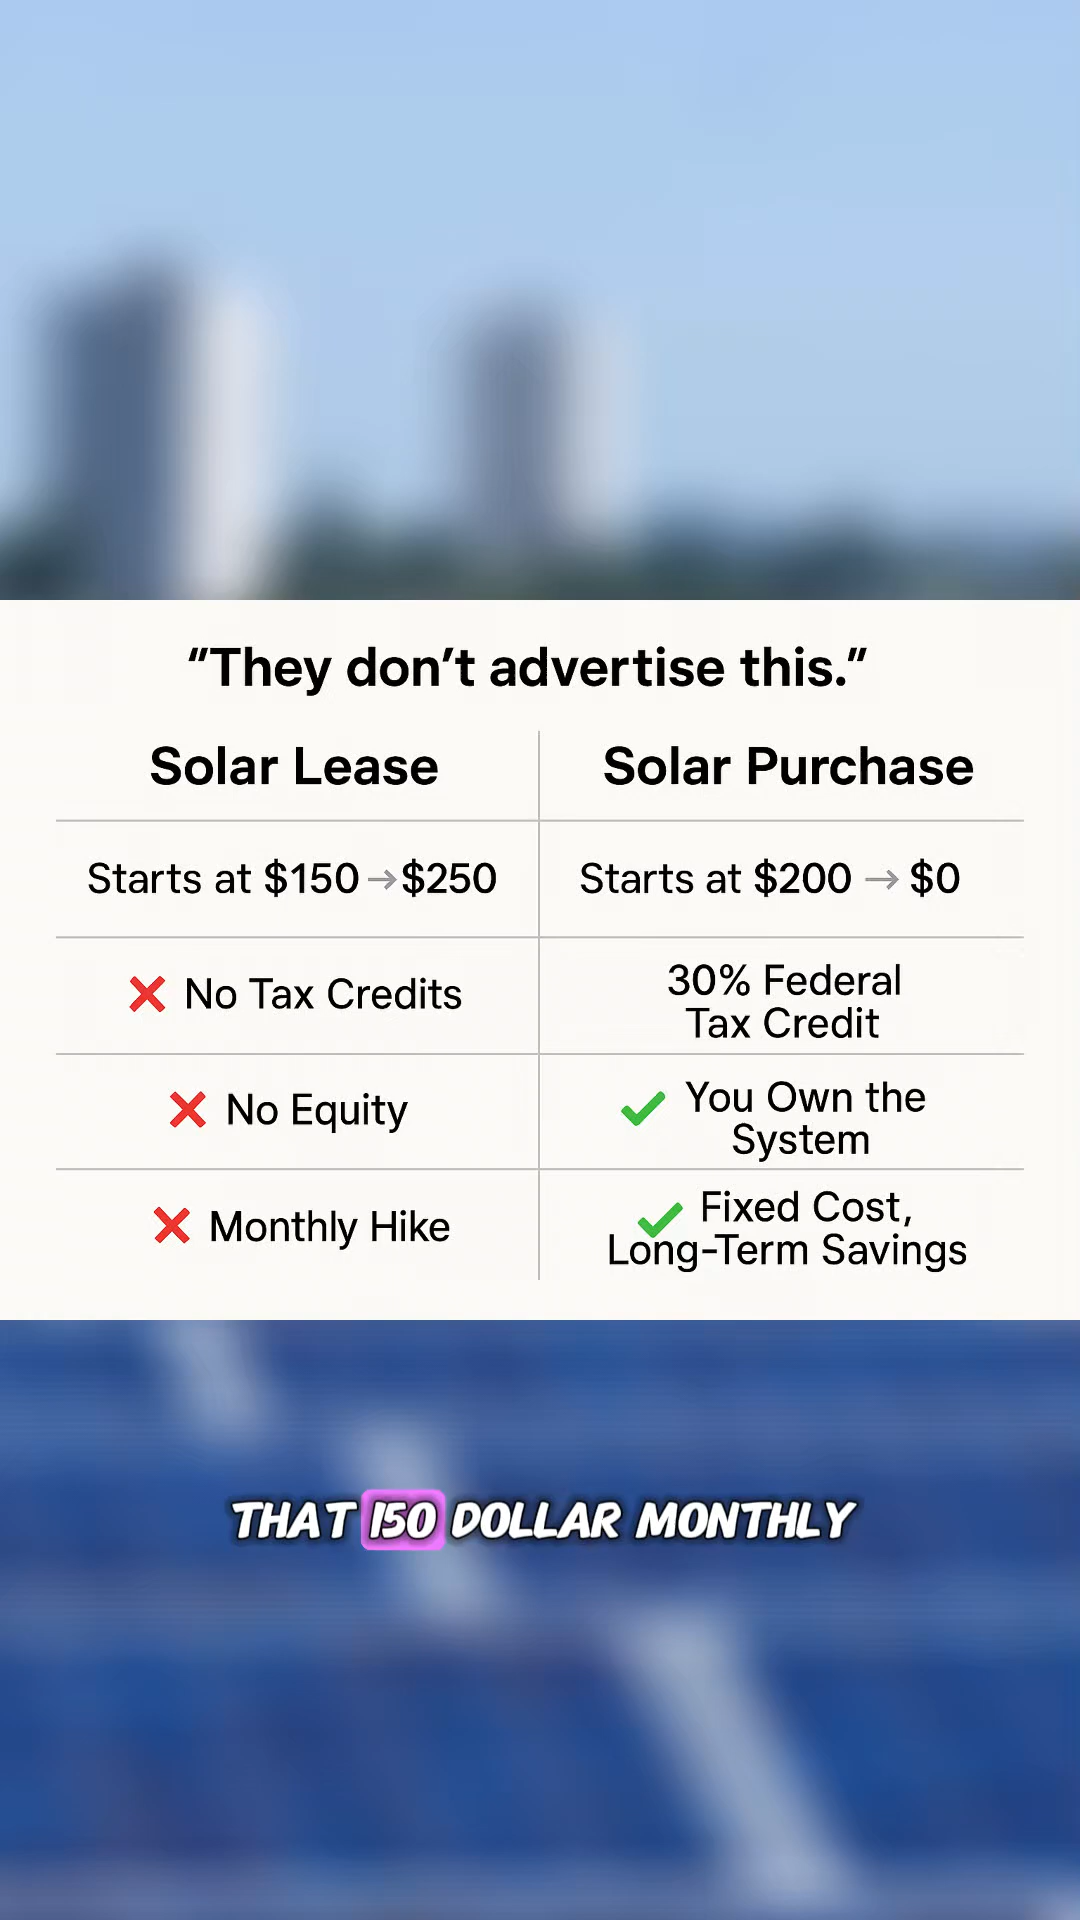 “They don’t advertise this.”
Solar Lease
Solar Purchase
Starts at $150 → $250
Starts at $200 → $0
❌ No Tax Credits
30% Federal
Tax Credit
❌ No Equity
✔ You Own the
System
❌ Monthly Hike
✔ Fixed Cost,
Long-Term Savings
THAT 150 DOLLAR MONTHLY